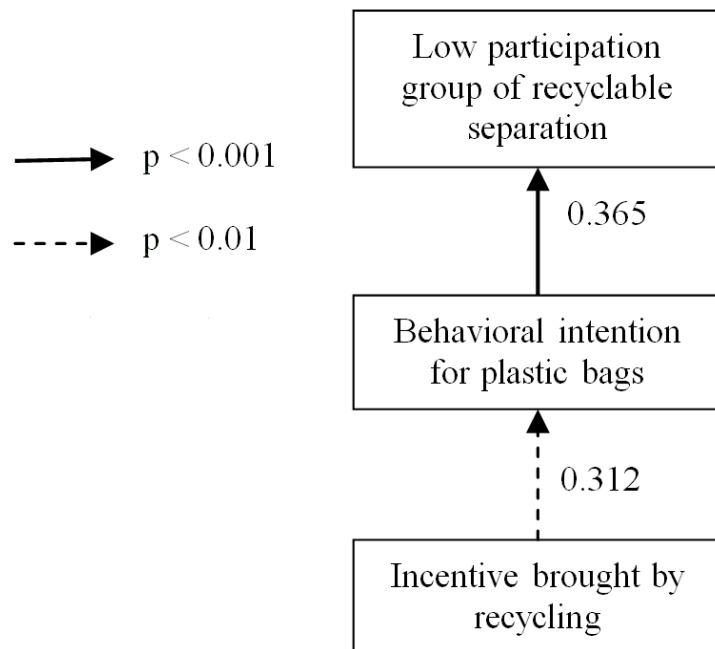 Low participation
group of recyclable
separation
p < 0.001
0.365
p < 0.01
Behavioral intention
for plastic bags
0.312
Incentive brought by
recycling